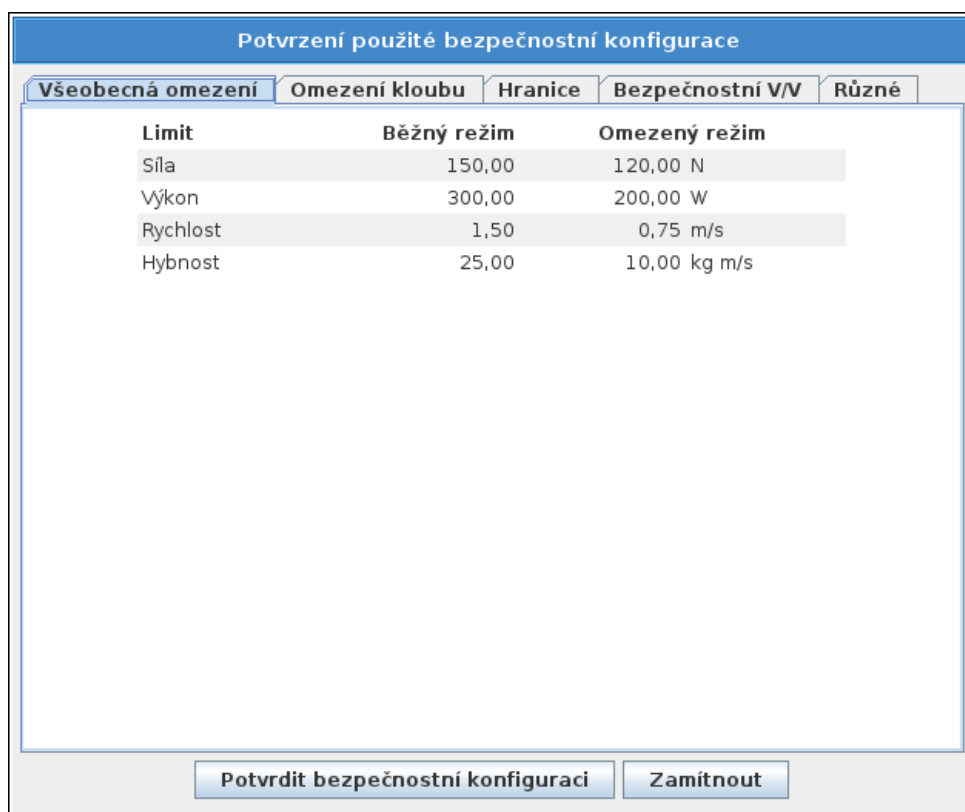 Potvrzení použité bezpečnostní konfigurace
Všeobecná omezení Omezení kloubu Hranice Bezpečnostní V/V Různé
Limit Běžný režim Omezený režim
Síla 150,00 120,00 N
Výkon 300,00 200,00 W
Rychlost 1,50 0,75 m/s
Hybnost 25,00 10,00 kg m/s
Potvrdit bezpečnostní konfiguraci Zamítnout